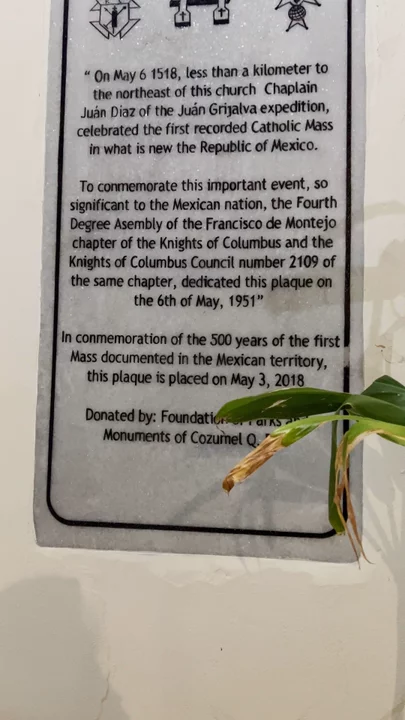 “ On May 6 1518, less than a kilometer to
the northeast of this church Chaplain
Juán Diaz of the Juán Grijalva expedition,
celebrated the first recorded Catholic Mass
in what is new the Republic of Mexico.
To conmemorate this important event, so
significant to the Mexican nation, the Fourth
Degree Asembly of the Francisco de Montejo
chapter of the Knights of Columbus and the
Knights of Columbus Council number 2109 of
the same chapter, dedicated this plaque on
the 6th of May, 1951”
In conmemoration of the 500 years of the first
Mass documented in the Mexican territory,
this plaque is placed on May 3, 2018
Donated by: Foundation of Parks
Monuments of Cozumel Q.